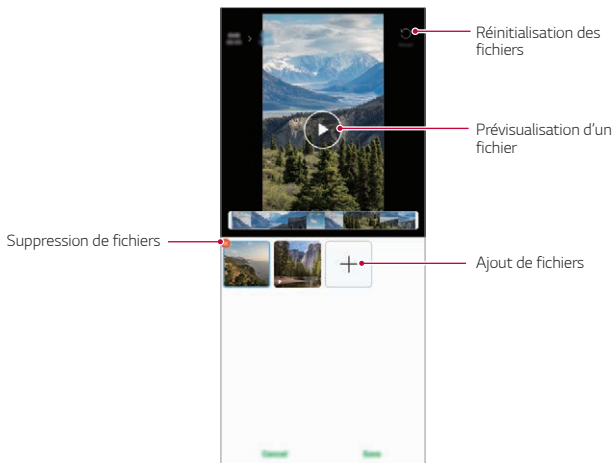 Réinitialisation des
fichiers
Prévisualisation d'un
fichier
Suppression de fichiers
Ajout de fichiers
Cancel
Save